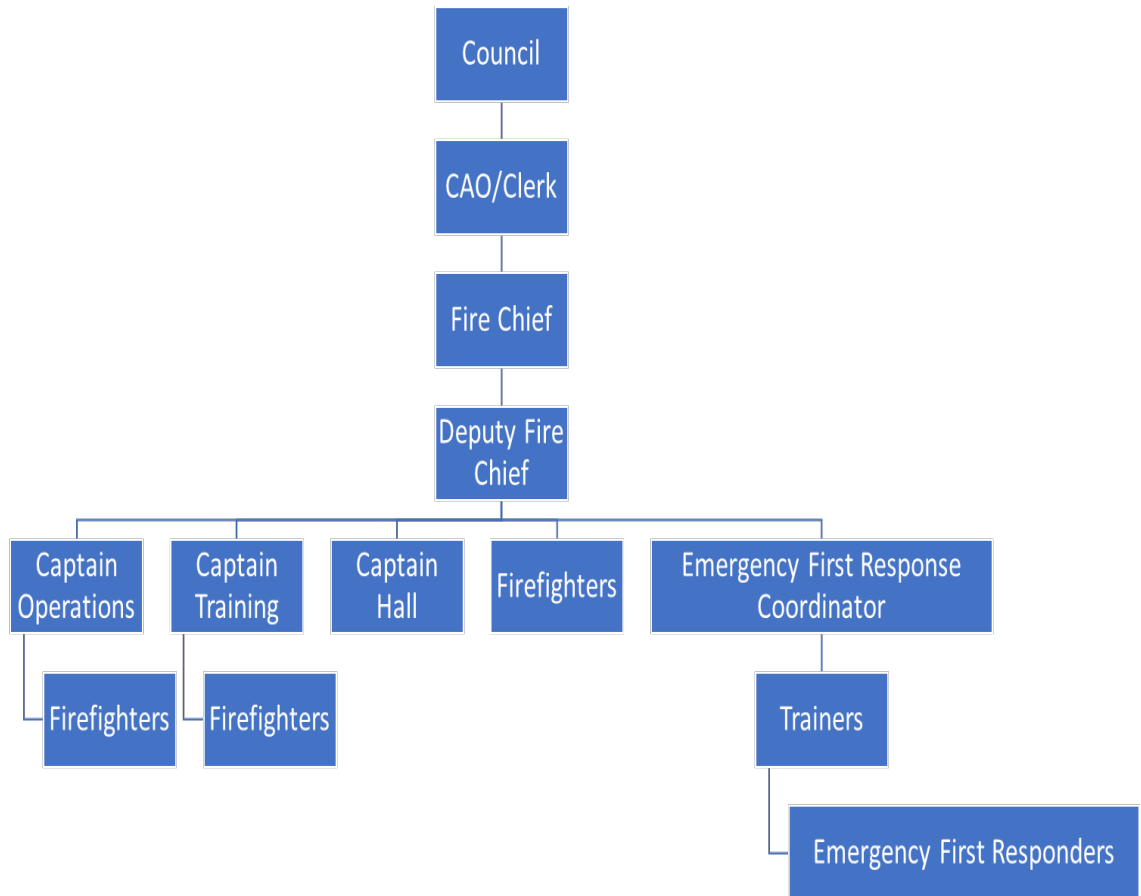 Council
CAO/Clerk
Fire Chief
Deputy Fire
Chief
Captain
Operations
Captain
Training
Captain
Hall
Firefighters
Emergency First Response
Coordinator
Firefighters
Firefighters
Trainers
Emergency First Responders